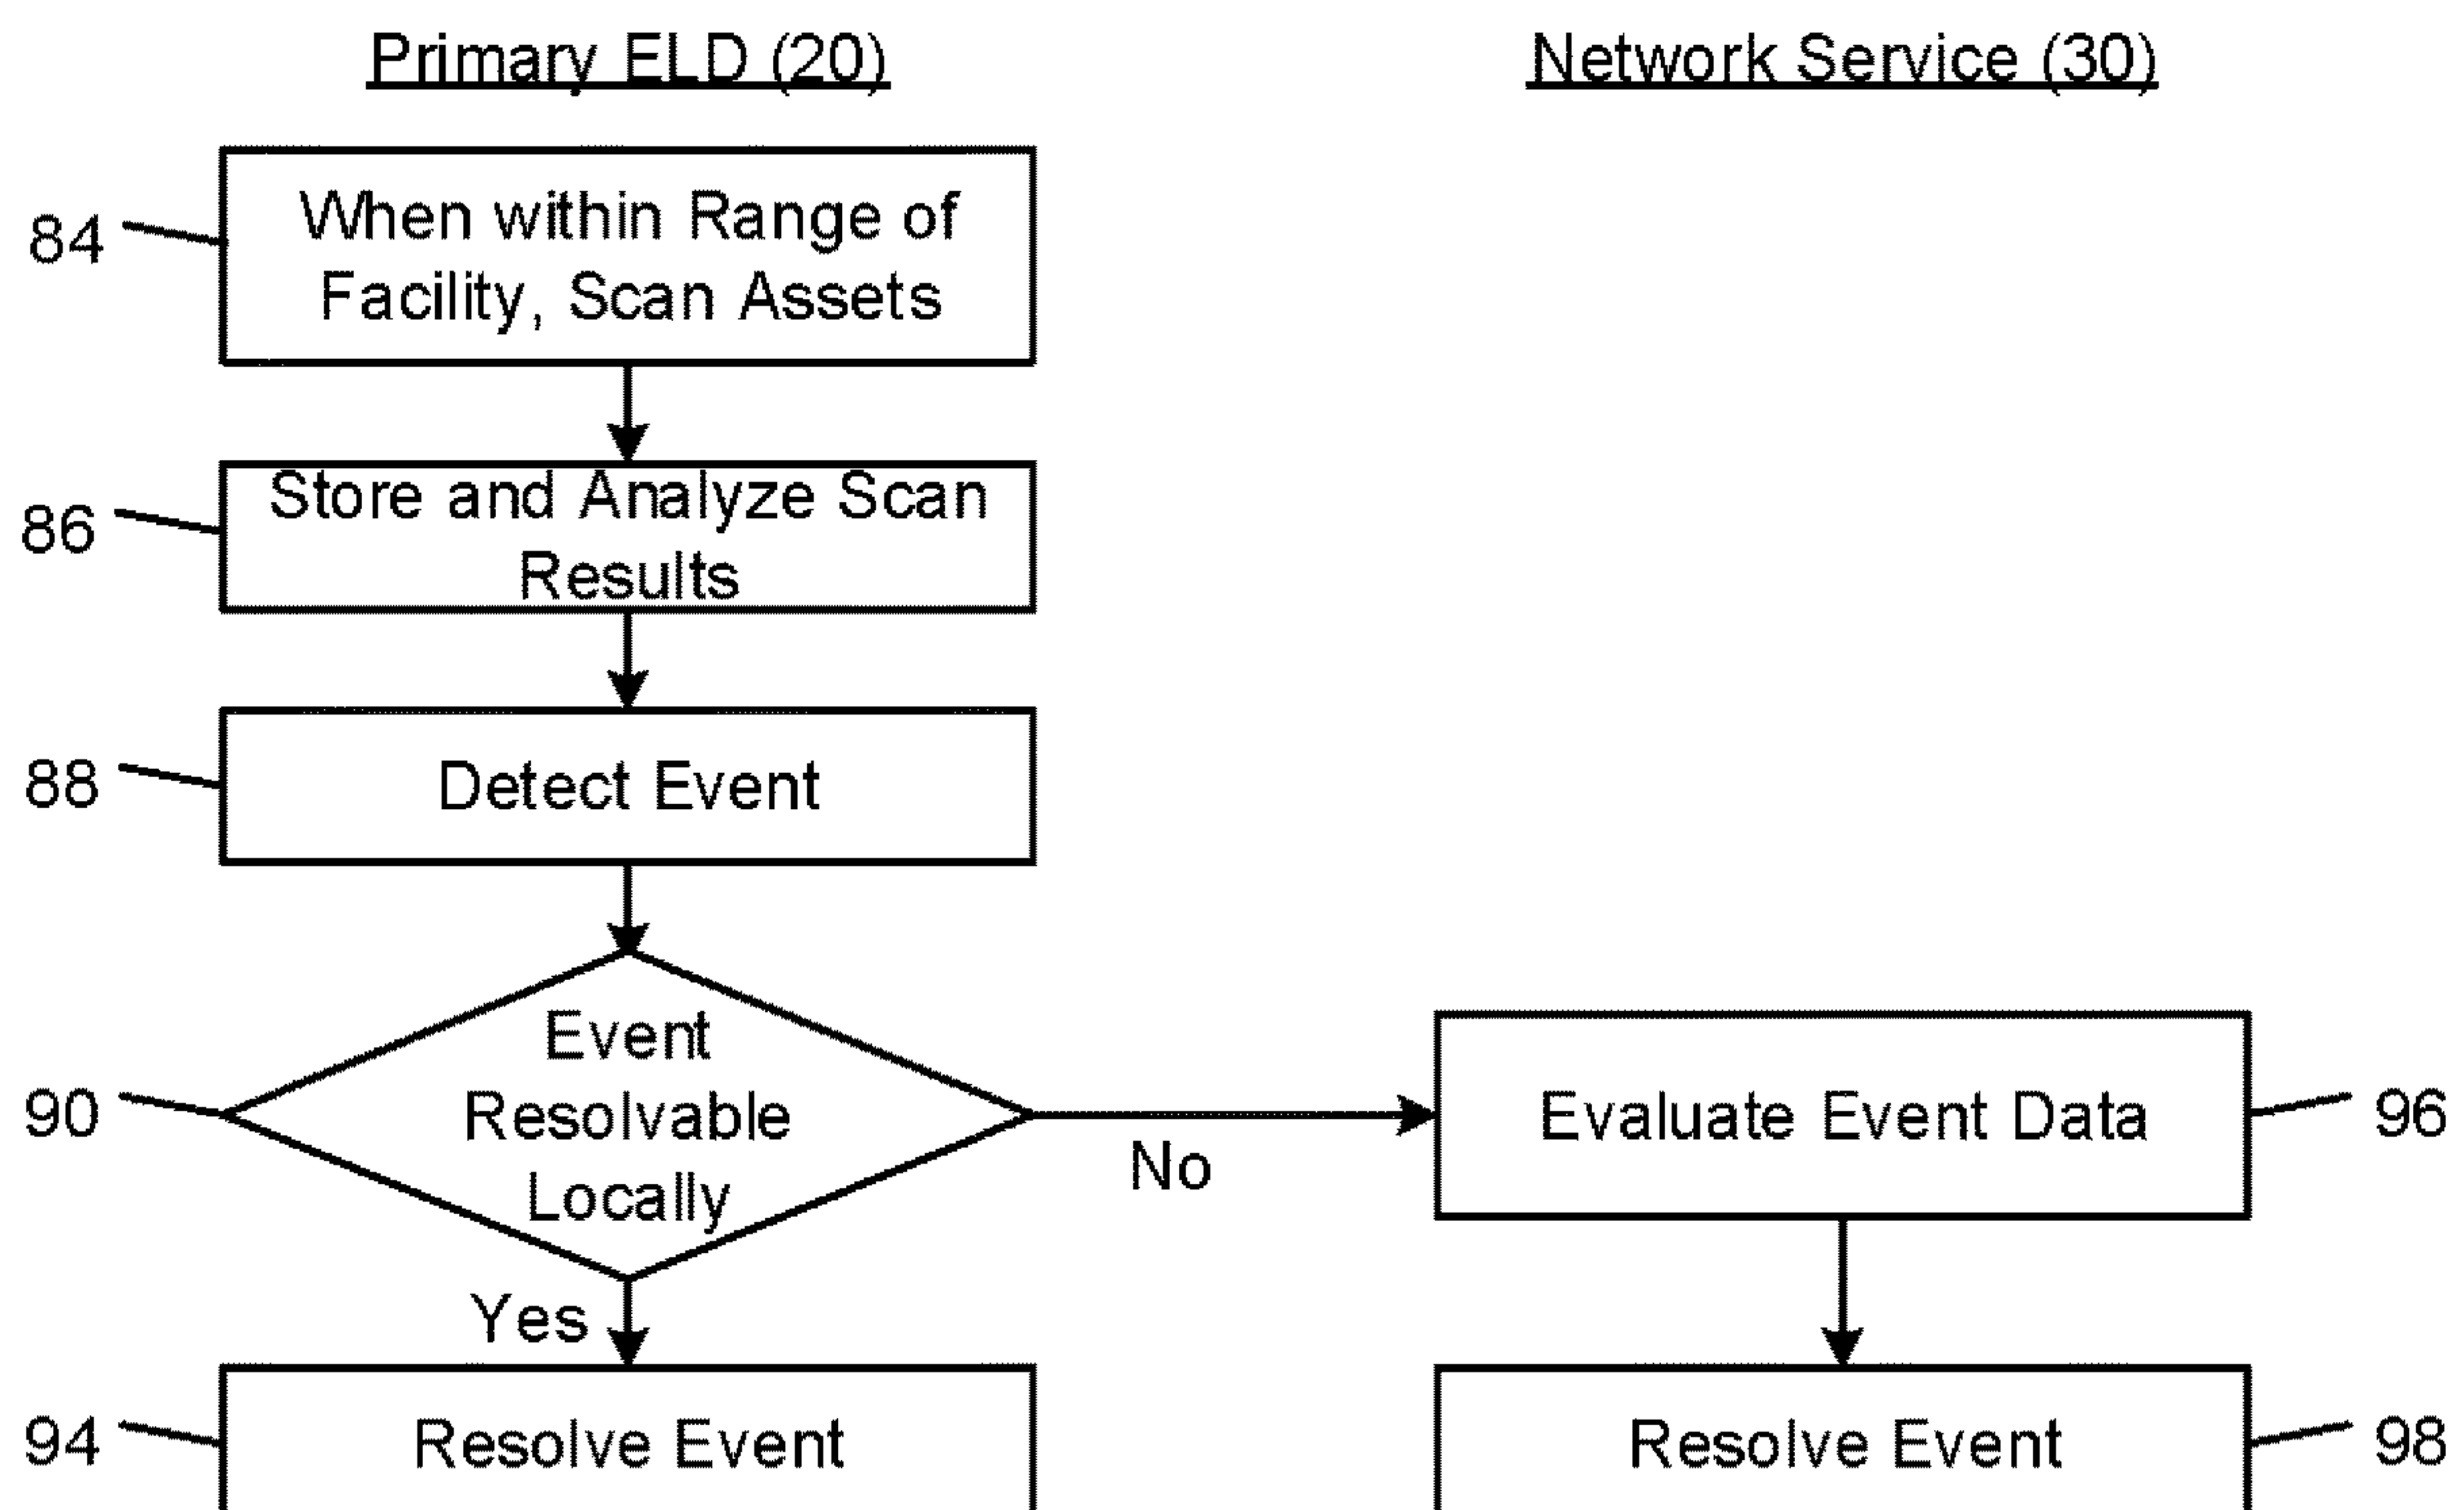 Primary ELD (20)
Network Service (30)
84
When within Range of
Facility, Scan Assets
86
Store and Analyze Scan
Results
88
Detect Event
90
Event
Resolvable
Locally
No
Evaluate Event Data
96
Yes
94
Resolve Event
Resolve Event
98